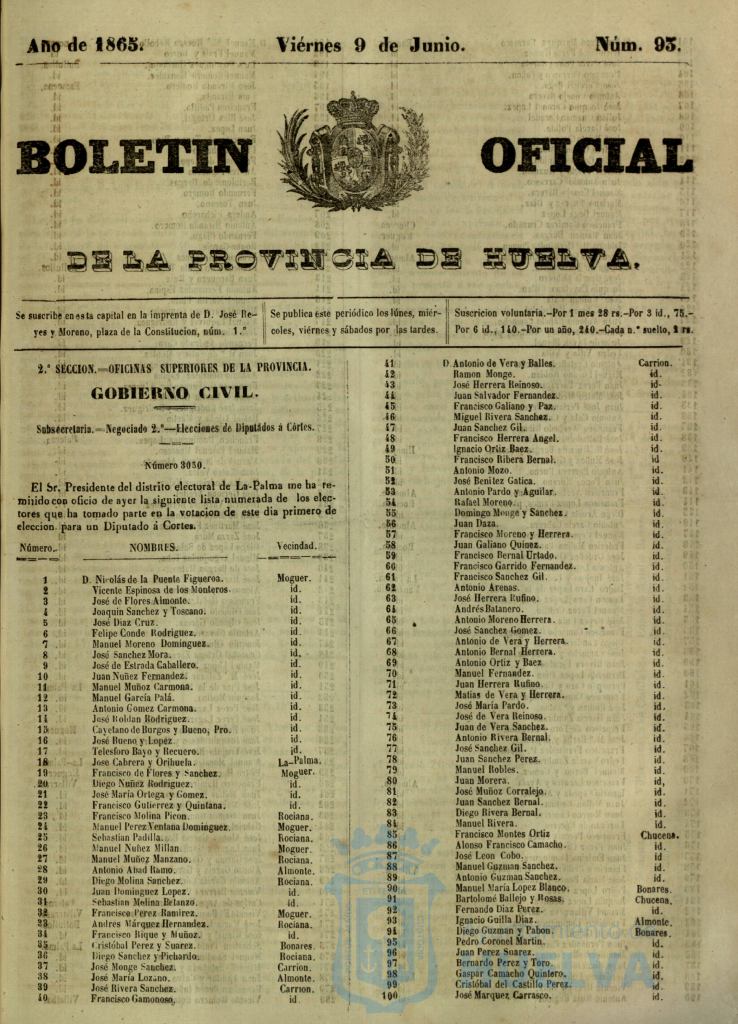 Año de 1865.
Viérnes 9 de Junio.
Núm. 93.
BOLETIN OFICIAL
DE LA PROVINCIA DE HUELVA.
Se suscribe en esta capital en la imprenta de D. José Re-
yes y Moreno, plaza de la Constitucion, núm. 1.º
Se publica este periódico los lúnes, miér-
coles, viérnes y sábados por las tardes.
Suscricion voluntaria.-Por 1 mes 28 rs.-Por 3 id., 75.-
Por 6 id., 140.-Por un año, 240.-Cada n.º suelto, 2 rs.
2.ª SECCION.=OFICINAS SUPERIORES DE LA PROVINCIA.
GOBIERNO CIVIL.
Subsecretaria.=Negociado 2.º—Elecciones de Diputados á Córtes.
Número 3050.
El Sr. Presidente del distrito electoral de La-Palma me ha re-
mitido con oficio de ayer la siguiente lista numerada de los elec-
tores que ha tomado parte en la votacion de este dia primero de
eleccion para un Diputado á Cortes.
Número. NOMBRES. Vecindad.
1 D. Nicolás de la Puente Figueroa. Moguer.
2 Vicente Espinosa de los Monteros id.
3 José de Flores Almonte. id.
4 Joaquin Sanchez y Toscano. id.
5 José Diaz Cruz. id.
6 Felipe Conde Rodriguez. id.
7 Manuel Moreno Dominguez. id.
8 José Sanchez Mora. id.
9 José de Estrada Caballero. id.
10 Juan Nuñez Fernandez. id.
11 Manuel Muñoz Carmona. id.
12 Manuel García Palá. id.
13 Antonio Gomez Carmona. id.
14 José Roldan Rodriguez. id.
15 Cayetano de Burgos y Bueno, Pro. id.
16 José Bueno y Lopez. id.
17 Telesforo Bayo y Recuero. id.
18 Jose Cabrera y Orihuela. La-Palma.
19 Francisco de Flores y Sanchez. Moguer.
20 Diego Nuñez Rodriguez. id.
21 José María Ortega y Gomez. id.
22 Francisco Gutierrez y Quintana. id.
23 Francisco Molina Picon. Rociana.
24 Manuel Perez Ventana Dominguez. Moguer.
25 Sebastian Padilla. Rociana.
26 Manuel Nuñez Millan Moguer.
27 Manuel Muñoz Manzano. Rociana.
28 Antonio Abad Ramo. Almonte.
29 Diego Molina Sanchez. Rociana.
30 Juan Dominguez Lopez. id.
31 Sebastian Molina Betanzo. id.
32 Francisco Perez Ramirez. Moguer.
33 Andres Márquez Hernandez. Rociana.
34 Francisco Rique y Muñoz. id.
35 Cristóbal Perez y Suarez. Bonares.
36 Diego Sanchez y Pichardo. Rociana.
37 José Monge Sanchez. Carrion.
38 José María Lozano. Almonte.
39 José Rivera Sanchez. Carrion.
40 Francisco Gamonoso. id
41 D Antonio de Vera y Balles. Carrion.
42 Ramon Monge. id.
43 José Herrera Reinoso. id-
44 Juan Salvador Fernandez. id.
45 Francisco Galiano y Paz. id.
46 Miguel Rivera Sanchez. id.
47 Juan Sanchez Gil. id.
48 Francisco Herrera Angel. id.
49 Ignacio Ortiz Baez. id.
50 Francisco Ribera Bernal. id.
51 Antonio Mozo. id.
52 José Benitez Gatica. id.
53 Antonio Pardo y Aguilar. id.
54 Rafael Moreno. id.
55 Domingo Monge y Sanchez. id.
56 Juan Daza. id.
57 Francisco Moreno y Herrera. id.
58 Juan Galiano Quinez. id.
59 Francisco Bernal Urtado. id.
60 Francisco Garrido Fernandez. id.
61 Francisco Sanchez Gil. id.
62 Antonio Arenas. id.
63 José Herrera Rufino. id.
64 Andrés Batanero. id.
65 Antonio Moreno Herrera. id.
66 José Sanchez Gomez. id.
67 Antonio de Vera y Herrera. id.
68 Antonio Bernal Herrera. id.
69 Antonio Ortiz y Baez id.
70 Manuel Fernandez. id.
71 Juan Herrera Rufino. id.
72 Matias de Vera y Herrera. id.
73 José María Pardo. id.
74 José de Vera Reinoso. id.
75 Juan de Vera Sanchez. id.
76 Antonio Rivera Bernal. id.
77 José Sanchez Gil. id.
78 Juan Sanchez Perez. id.
79 Manuel Robles. id.
80 Juan Morera, id.
81 José Muñoz Corralejo. id.
82 Juan Sanchez Bernal. id.
83 Diego Rivera Bernal. id.
84 Manuel Rivera. id.
85 Francisco Montes Ortiz Chucena.
86 Alonso Francisco Camacho. id.
87 José Leon Cobo. id
88 Manuel Guzman Sanchez. id.
89 Antonio Guzman Sanchez. id.
90 Manuel María Lopez Blanco. Bonares.
91 Bartolomé Ballejo y Rosas. Chucena,
92 Fernando Diaz Perez. id.
93 Ignacio Guilla Diaz. Almonte.
94 Diego Guzman y Pabon. Bonares.
95 Pedro Coronel Martin. id.
96 Juan Perez Suarez. id.
97 Bernardo Perez y Toro. id.
98 Gaspar Camacho Quintero. id.
99 Cristóbal del Castillo Perez. id.
100 José Marquez Carrasco. id.